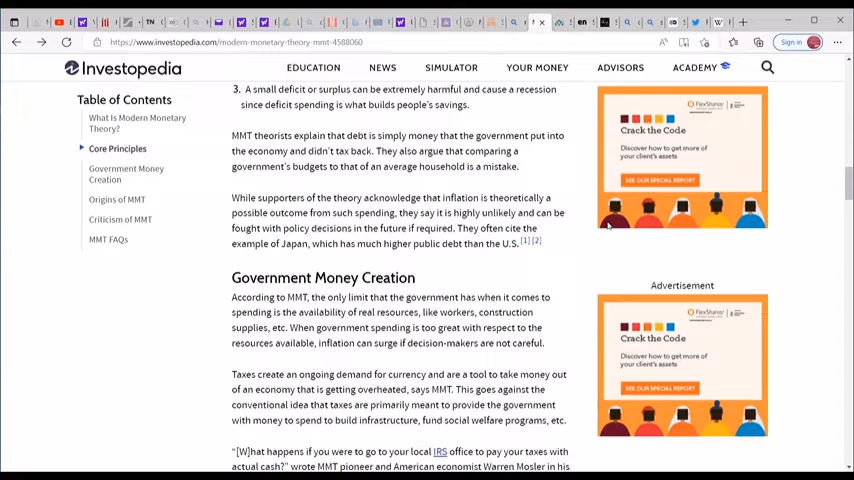 TN
en
https://www.investopedia.com/modern-monetary-theory-mmt-4588060
Sign in
Investopedia
EDUCATION
NEWS
SIMULATOR
YOUR MONEY
ADVISORS
ACADEMY
Table of Contents
What Is Modern Monetary
Theory?
Core Principles
Government Money
Creation
Origins of MMT
Criticism of MMT
MMT FAQs
3. A small deficit or surplus can be extremely harmful and cause a recession
since deficit spending is what builds people's savings.
MMT theorists explain that debt is simply money that the government put into
the economy and didn't tax back. They also argue that comparing a
government's budgets to that of an average household is a mistake.
While supporters of the theory acknowledge that inflation is theoretically a
possible outcome from such spending, they say it is highly unlikely and can be
fought with policy decisions in the future if required. They often cite the
example of Japan, which has much higher public debt than the U.S. [1] [2]
Government Money Creation
According to MMT, the only limit that the government has when it comes to
spending is the availability of real resources, like workers, construction
supplies, etc. When government spending is too great with respect to the
resources available, inflation can surge if decision-makers are not careful.
Taxes create an ongoing demand for currency and are a tool to take money out
of an economy that is getting overheated, says MMT. This goes against the
conventional idea that taxes are primarily meant to provide the government
with money to spend to build infrastructure, fund social welfare programs, etc.
"[W]hat happens if you were to go to your local IRS office to pay your taxes with
actual cash?" wrote MMT pioneer and American economist Warren Mosler in his
FlexShares
Crack the Code
Discover how to get more of
your client's assets
SEE OUR SPECIAL REPORT
Advertisement
FlexShares
Crack the Code
Discover how to get more of
your client's assets
SEE OUR SPECIAL REPORT